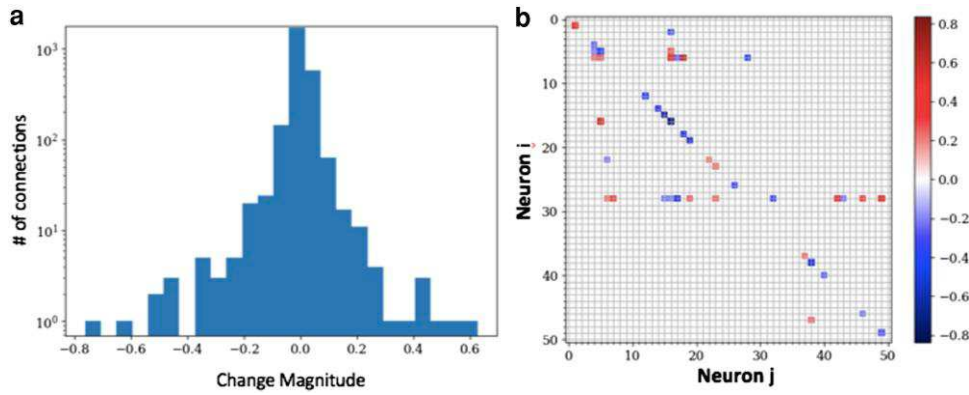 a
# of connections
10³
10²
10¹
10⁰
−0.8 −0.6 −0.4 −0.2 0.0 0.2 0.4 0.6
Change Magnitude
b
Neuron i
0
10
20
30
40
50
0 10 20 30 40 50
Neuron j
0.8
0.6
0.4
0.2
0.0
−0.2
−0.4
−0.6
−0.8